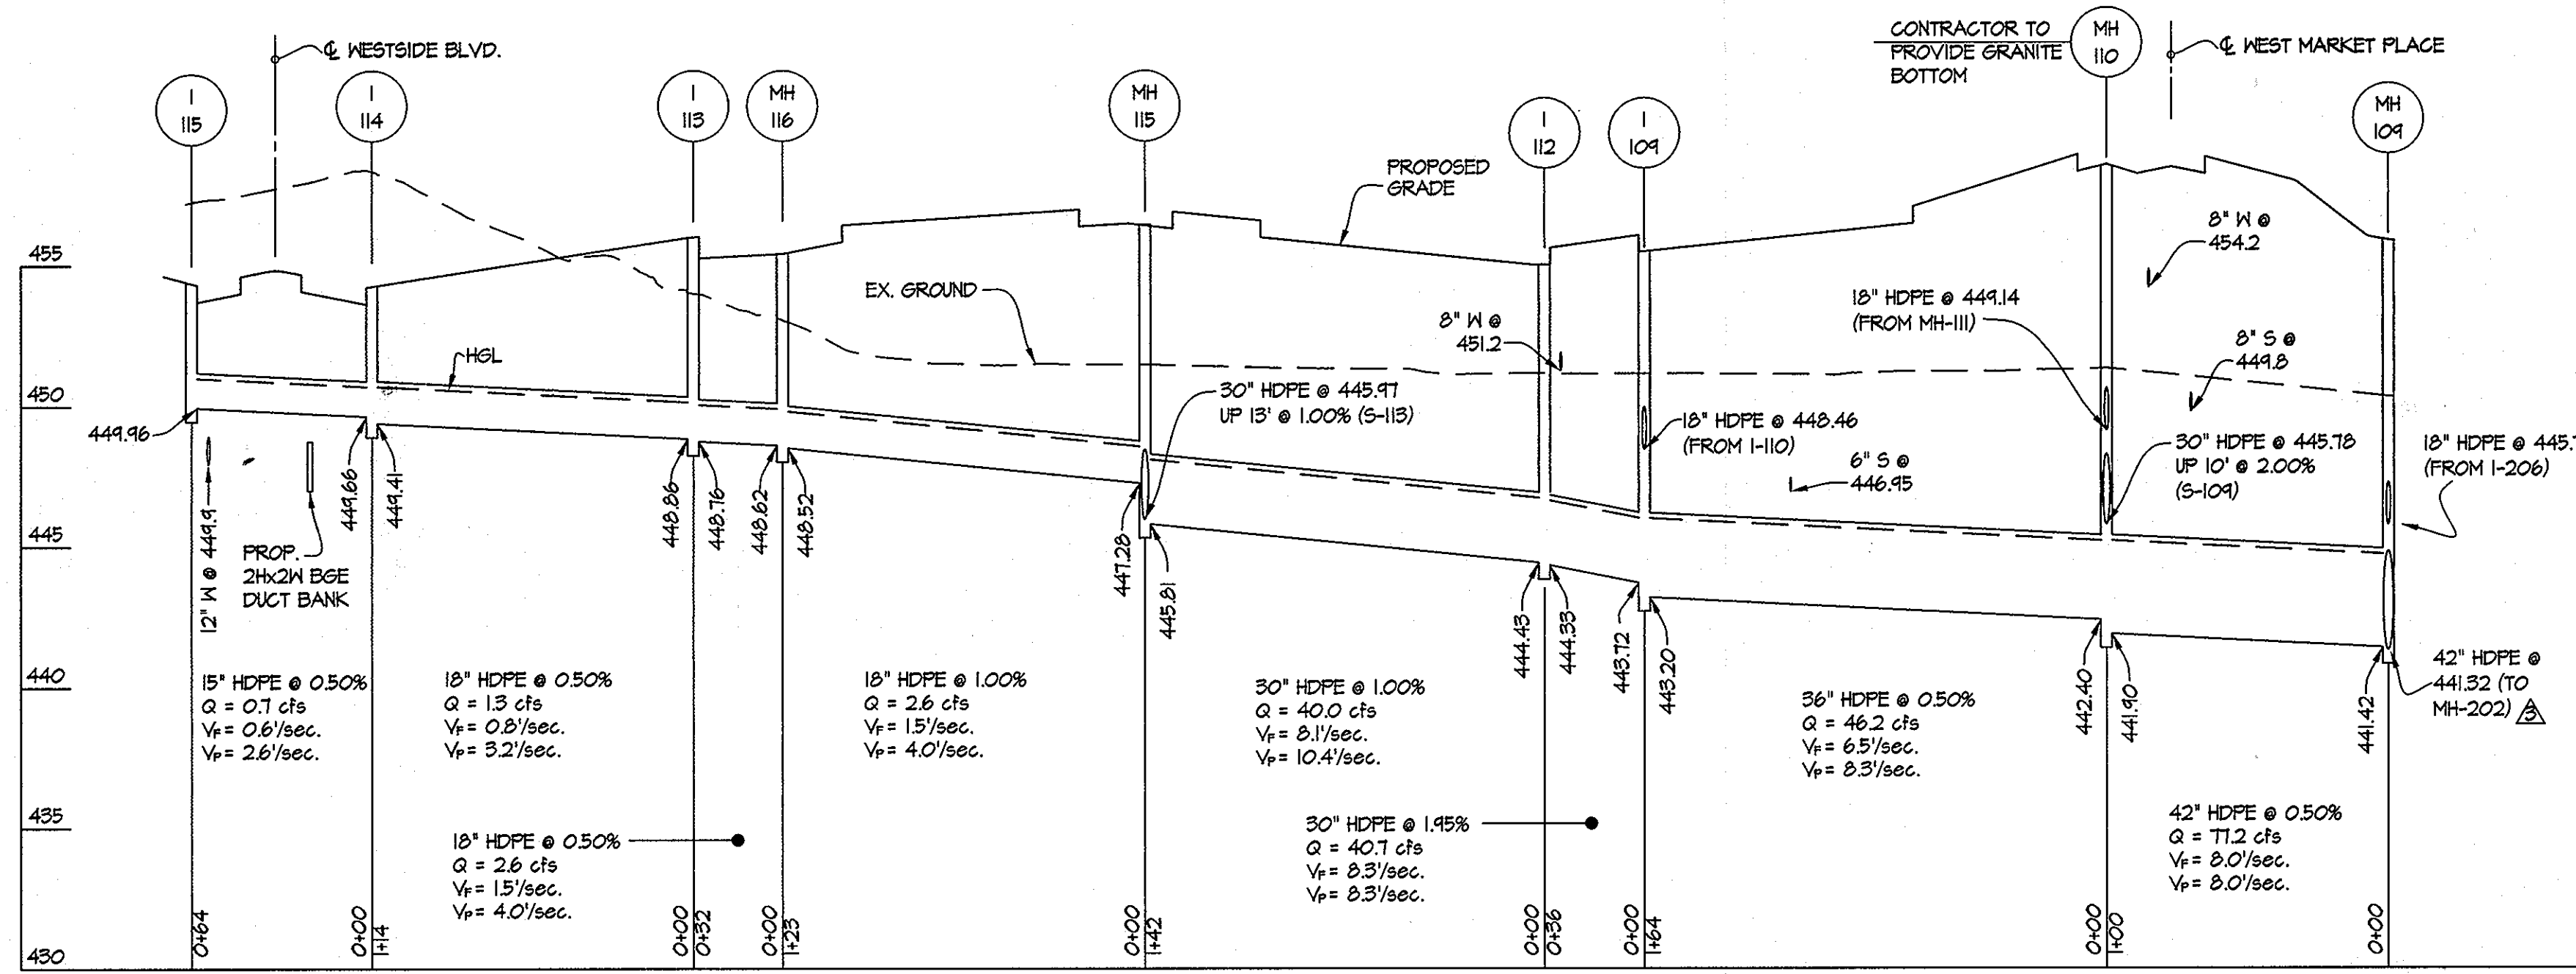 ℄ WESTSIDE BLVD.
CONTRACTOR TO
PROVIDE GRANITE
BOTTOM
℄ WEST MARKET PLACE
I
115
I
114
I
113
MH
116
MH
115
I
112
I
109
MH
110
MH
109
PROPOSED
GRADE
EX. GROUND
HGL
8" W @
454.2
8" S @
449.8
8" W @
451.2
18" HDPE @ 449.14
(FROM MH-111)
30" HDPE @ 445.97
UP 13' @ 1.00% (S-113)
18" HDPE @ 448.46
(FROM I-110)
6" S @
446.95
30" HDPE @ 445.78
UP 10' @ 2.00%
(S-109)
18" HDPE @ 445.
(FROM I-206)
42" HDPE @
441.32 (TO
MH-202) 3
455
450
445
440
435
430
449.96
12" W @ 449.9
PROP.
2Hx2W BGE
DUCT BANK
449.66
449.41
448.86
448.76
448.62
448.52
447.28
445.81
444.43
444.33
443.72
443.20
442.40
441.90
441.42
15" HDPE @ 0.50%
Q = 0.7 cfs
VF= 0.6'/sec.
VP= 2.6'/sec.
18" HDPE @ 0.50%
Q = 1.3 cfs
VF= 0.8'/sec.
VP= 3.2'/sec.
18" HDPE @ 1.00%
Q = 2.6 cfs
VF= 1.5'/sec.
VP= 4.0'/sec.
30" HDPE @ 1.00%
Q = 40.0 cfs
VF= 8.1'/sec.
VP= 10.4'/sec.
36" HDPE @ 0.50%
Q = 46.2 cfs
VF= 6.5'/sec.
VP= 8.3'/sec.
18" HDPE @ 0.50%
Q = 2.6 cfs
VF= 1.5'/sec.
VP= 4.0'/sec.
30" HDPE @ 1.95%
Q = 40.7 cfs
VF= 8.3'/sec.
VP= 8.3'/sec.
42" HDPE @ 0.50%
Q = 77.2 cfs
VF= 8.0'/sec.
VP= 8.0'/sec.
0+64
0+00
1+14
0+00
0+32
0+00
1+23
0+00
1+42
0+00
0+36
0+00
1+64
0+00
1+00
0+00